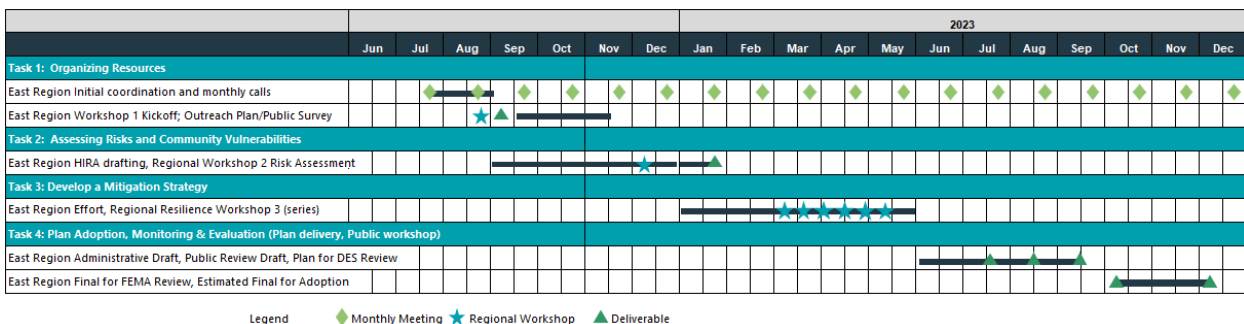 2023
Jun Jul Aug Sep Oct Nov Dec Jan Feb Mar Apr May Jun Jul Aug Sep Oct Nov Dec
Task 1: Organizing Resources
East Region Initial coordination and monthly calls
East Region Workshop 1 Kickoff; Outreach Plan/Public Survey
Task 2: Assessing Risks and Community Vulnerabilities
East Region HIRA drafting, Regional Workshop 2 Risk Assessment
Task 3: Develop a Mitigation Strategy
East Region Effort, Regional Resilience Workshop 3 (series)
Task 4: Plan Adoption, Monitoring & Evaluation (Plan delivery, Public workshop)
East Region Administrative Draft, Public Review Draft, Plan for DES Review
East Region Final for FEMA Review, Estimated Final for Adoption
Legend Monthly Meeting Regional Workshop Deliverable